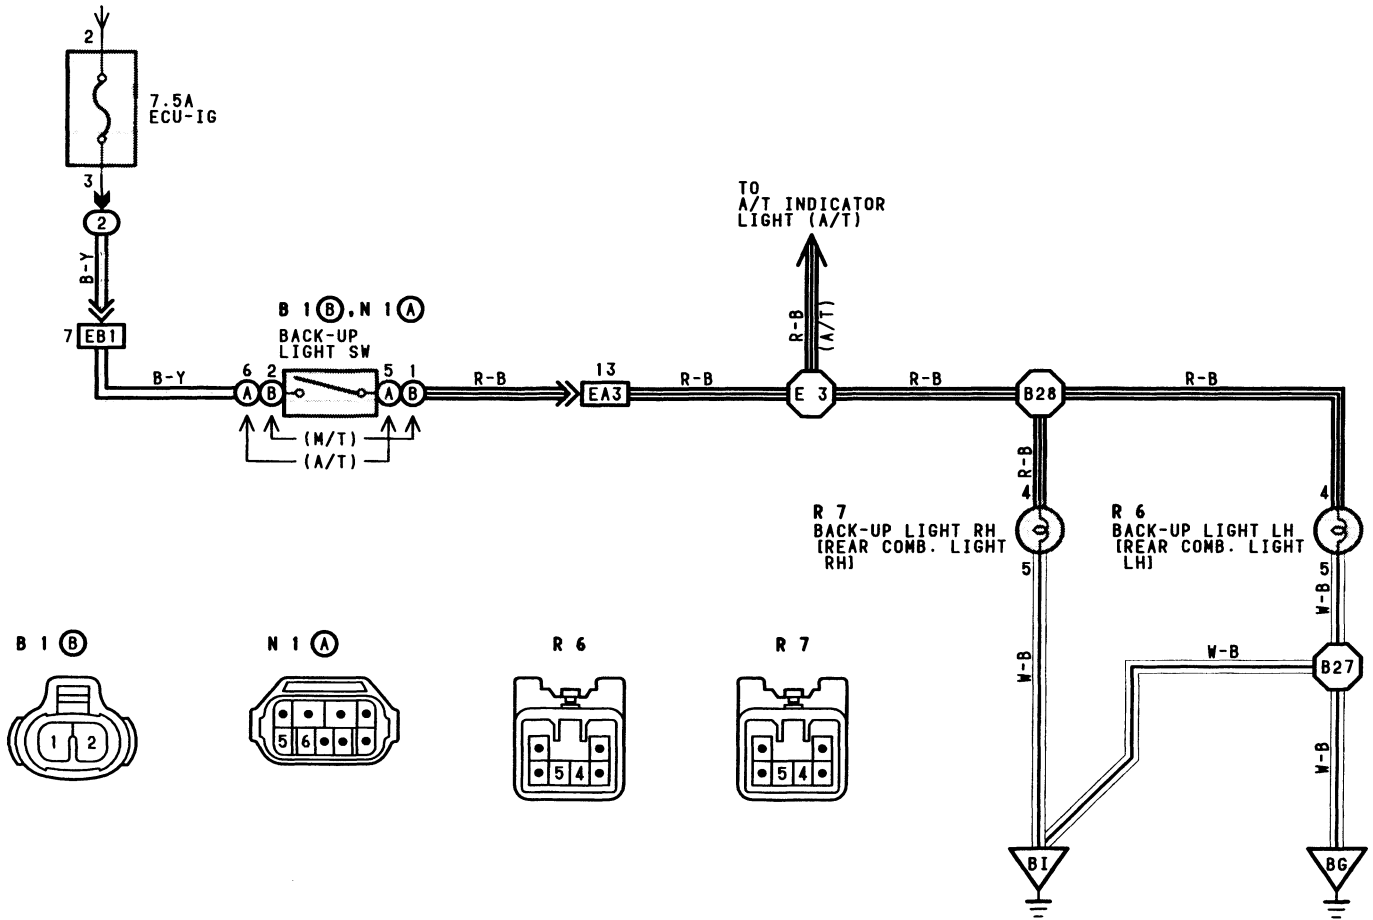 2
7.5A
ECU-IG
3
2
B-Y
7 EB1
B 1 B, N 1 A
BACK-UP
LIGHT SW
B-Y
6 2
A B
5 1
A B
(M/T)
(A/T)
R-B
13
EA3
R-B
TO
A/T INDICATOR
LIGHT (A/T)
R-B
(A/T)
E 3
R-B
B28
R-B
R-B
4
R 7
BACK-UP LIGHT RH
[REAR COMB. LIGHT
RH]
5
4
R 6
BACK-UP LIGHT LH
[REAR COMB. LIGHT
LH]
5
W-B
W-B
W-B
B27
W-B
BI
BG
B 1 B
1 2
N 1 A
5 6
R 6
5 4
R 7
5 4